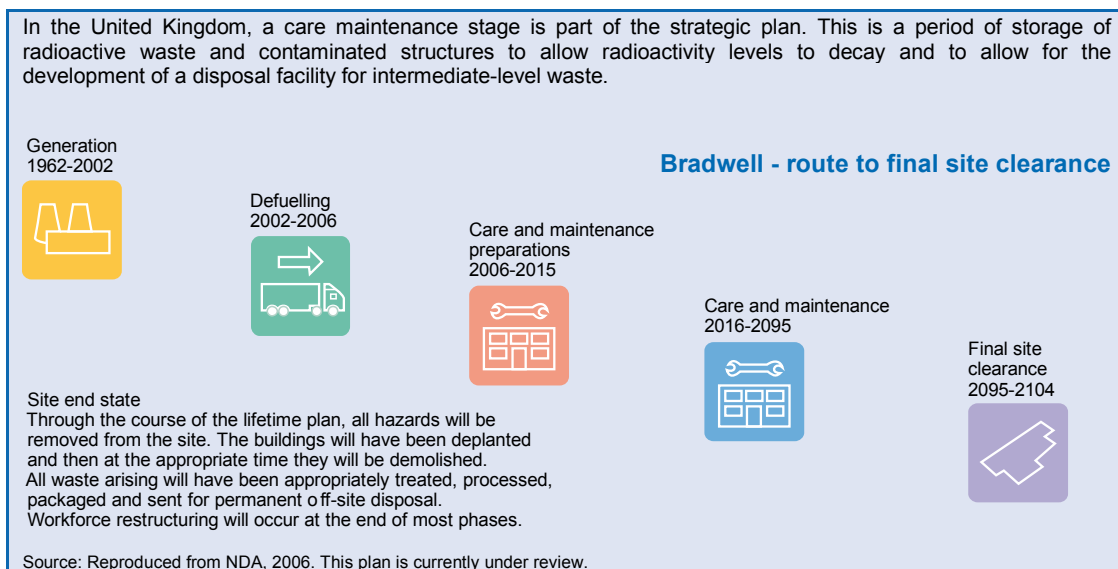 In the United Kingdom, a care maintenance stage is part of the strategic plan. This is a period of storage of
radioactive waste and contaminated structures to allow radioactivity levels to decay and to allow for the
development of a disposal facility for intermediate-level waste.
Bradwell - route to final site clearance
Generation
1962-2002
Defuelling
2002-2006
Care and maintenance
preparations
2006-2015
Care and maintenance
2016-2095
Final site
clearance
2095-2104
Site end state
Through the course of the lifetime plan, all hazards will be
removed from the site. The buildings will have been deplanted
and then at the appropriate time they will be demolished.
All waste arising will have been appropriately treated, processed,
packaged and sent for permanent off-site disposal.
Workforce restructuring will occur at the end of most phases.
Source: Reproduced from NDA, 2006. This plan is currently under review.